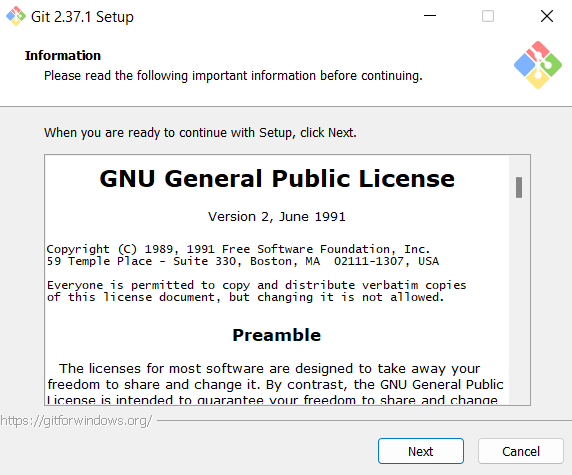 Git 2.37.1 Setup
Information
Please read the following important information before continuing.
When you are ready to continue with Setup, click Next.
GNU General Public License
Version 2, June 1991
Copyright (C) 1989, 1991 Free Software Foundation, Inc.
59 Temple Place - Suite 330, Boston, MA  02111-1307, USA
Everyone is permitted to copy and distribute verbatim copies
of this license document, but changing it is not allowed.
Preamble
The licenses for most software are designed to take away your
freedom to share and change it. By contrast, the GNU General Public
License is intended to guarantee your freedom to share and change
https://gitforwindows.org/
Next
Cancel